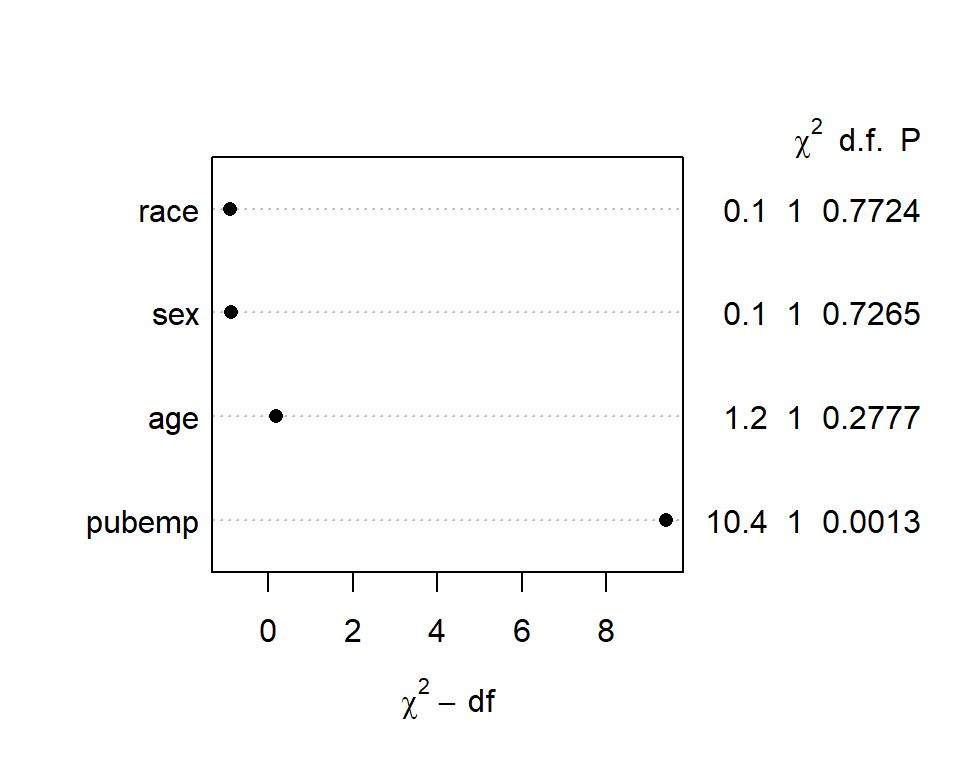 χ² d.f. P
race 0.1 1 0.7724
sex 0.1 1 0.7265
age 1.2 1 0.2777
pubemp 10.4 1 0.0013
0 2 4 6 8
χ² – df